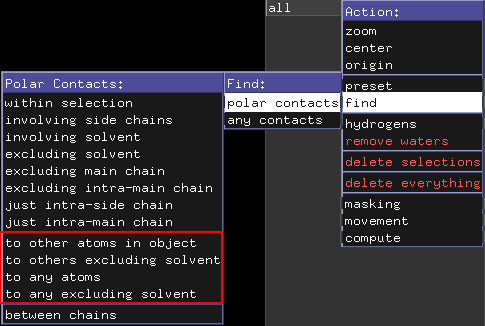 all
Action:
zoom
center
origin
preset
find
hydrogens
remove waters
delete selections
delete everything
masking
movement
compute
Find:
polar contacts
any contacts
Polar Contacts:
within selection
involving side chains
involving solvent
excluding solvent
excluding main chain
excluding intra-main chain
just intra-side chain
just intra-main chain
to other atoms in object
to others excluding solvent
to any atoms
to any excluding solvent
between chains